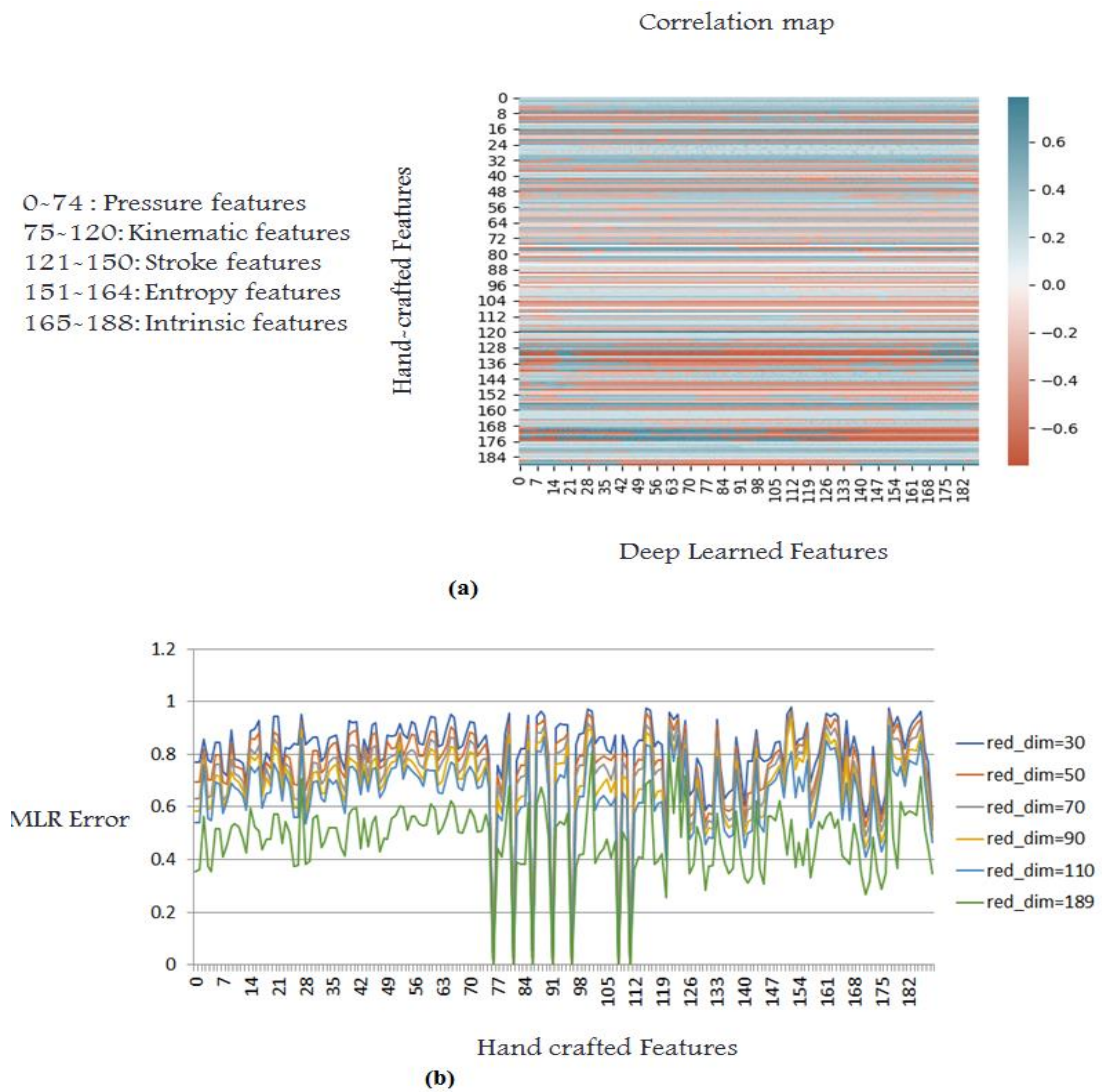 Correlation map
0~74 : Pressure features
75~120: Kinematic features
121~150: Stroke features
151~164: Entropy features
165~188: Intrinsic features
Hand-crafted Features
0
8
16
24
32
40
48
56
64
72
80
88
96
104
112
120
128
136
144
152
160
168
176
184
0 7 14 21 28 35 42 49 56 63 70 77 84 91 98 105 112 119 126 133 140 147 154 161 168 175 182
0.6
0.4
0.2
0.0
−0.2
−0.4
−0.6
Deep Learned Features
(a)
MLR Error
1.2
1
0.8
0.6
0.4
0.2
0
0 7 14 21 28 35 42 49 56 63 70 77 84 91 98 105 112 119 126 133 140 147 154 161 168 175 182
red_dim=30
red_dim=50
red_dim=70
red_dim=90
red_dim=110
red_dim=189
Hand crafted Features
(b)